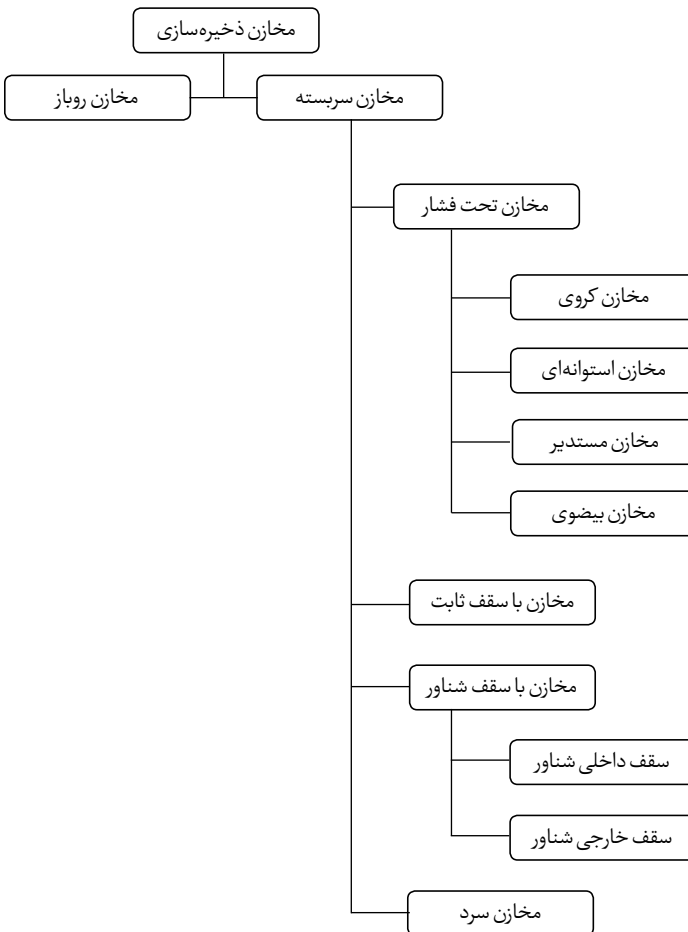 مخازن ذخیره‌سازی
مخازن سربسته
مخازن روباز
مخازن تحت فشار
مخازن کروی
مخازن استوانه‌ای
مخازن مستدیر
مخازن بیضوی
مخازن با سقف ثابت
مخازن با سقف شناور
سقف داخلی شناور
سقف خارجی شناور
مخازن سرد